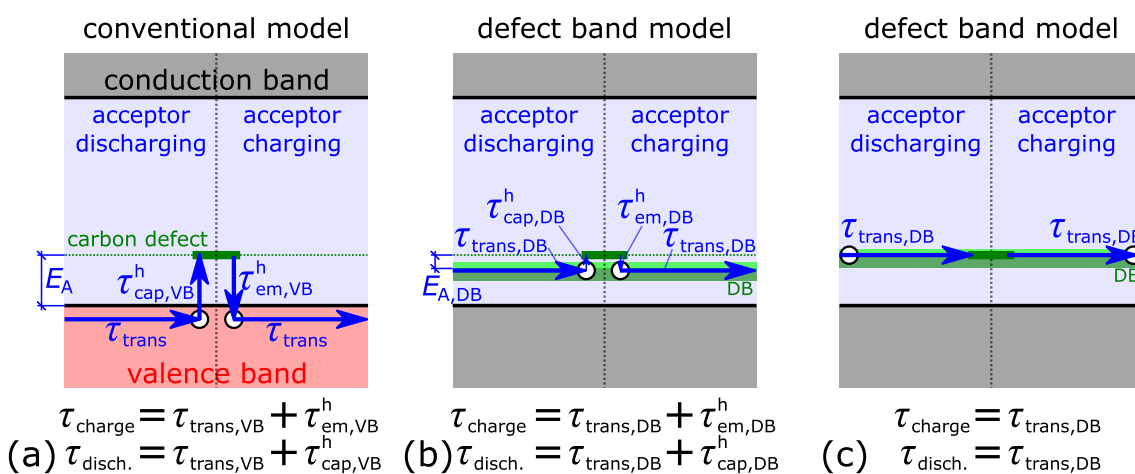 conventional model
conduction band
acceptor discharging
acceptor charging
carbon defect
E_A
τ^h_cap,VB
τ^h_em,VB
τ_trans
τ_trans
valence band
τ_charge = τ_trans,VB + τ^h_em,VB
(a) τ_disch. = τ_trans,VB + τ^h_cap,VB
defect band model
acceptor discharging
acceptor charging
τ^h_cap,DB
τ^h_em,DB
τ_trans,DB
τ_trans,DB
E_A,DB
DB
τ_charge = τ_trans,DB + τ^h_em,DB
(b) τ_disch. = τ_trans,DB + τ^h_cap,DB
defect band model
acceptor discharging
acceptor charging
τ_trans,DB
τ_trans,DB
DB
τ_charge = τ_trans,DB
(c) τ_disch. = τ_trans,DB